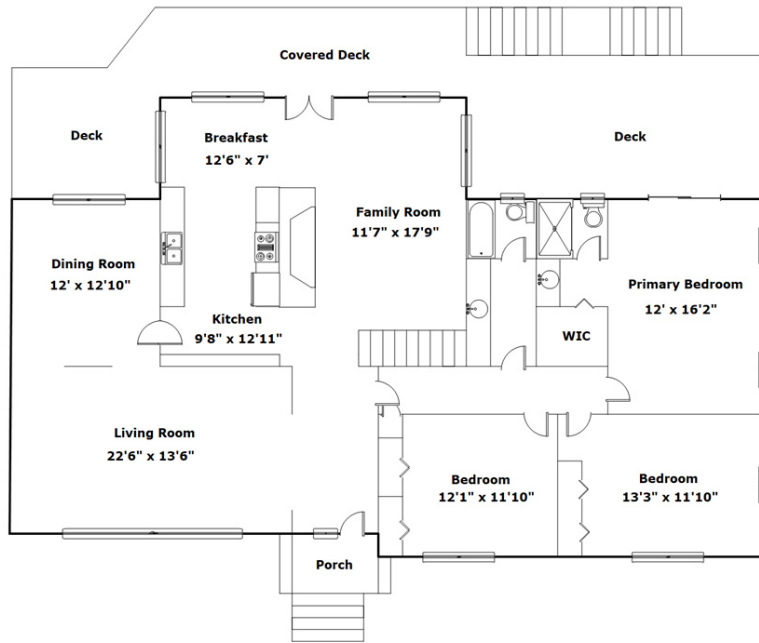 Covered Deck
Deck
Deck
Breakfast
12'6" x 7'
Family Room
11'7" x 17'9"
Dining Room
12' x 12'10"
Primary Bedroom
12' x 16'2"
Kitchen
9'8" x 12'11"
WIC
Living Room
22'6" x 13'6"
Bedroom
12'1" x 11'10"
Bedroom
13'3" x 11'10"
Porch